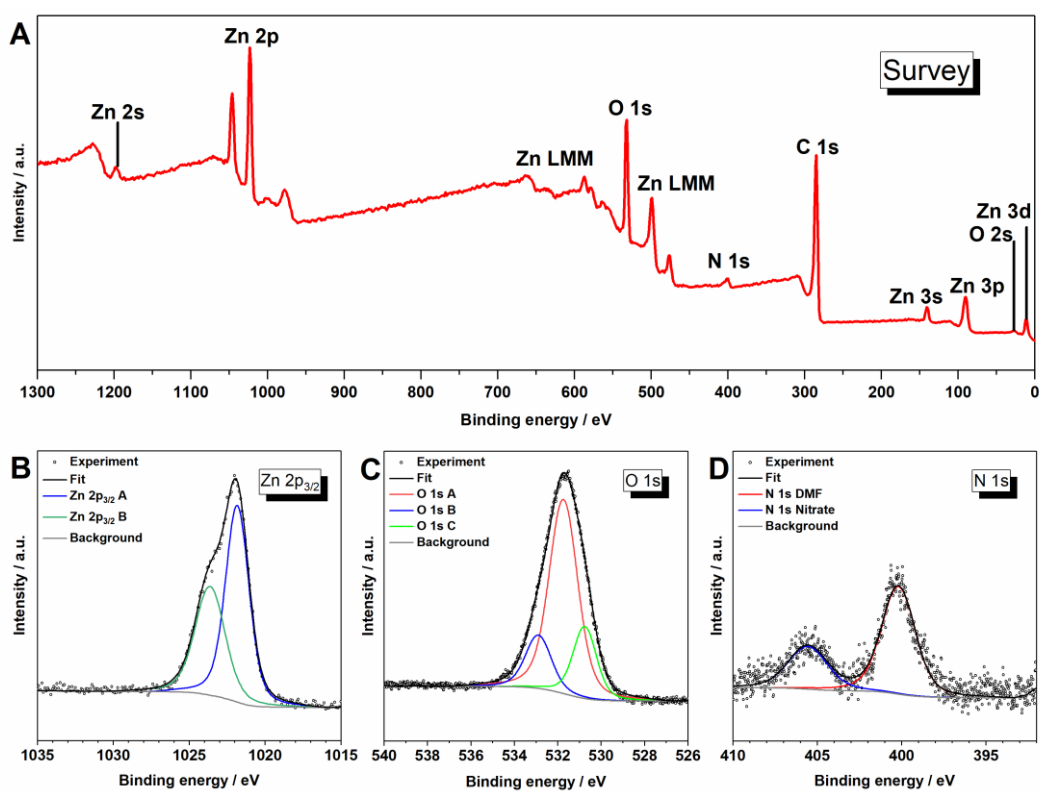 A
Survey
Zn 2s
Zn 2p
Zn LMM
O 1s
Zn LMM
N 1s
C 1s
Zn 3s
Zn 3p
O 2s
Zn 3d
Intensity / a.u.
1300 1200 1100 1000 900 800 700 600 500 400 300 200 100 0
Binding energy / eV
B
Experiment
Fit
Zn 2p3/2 A
Zn 2p3/2 B
Background
Zn 2p3/2
Intensity / a.u.
1035 1030 1025 1020 1015
Binding energy / eV
C
Experiment
Fit
O 1s A
O 1s B
O 1s C
Background
O 1s
Intensity / a.u.
540 538 536 534 532 530 528 526
Binding energy / eV
D
Experiment
Fit
N 1s DMF
N 1s Nitrate
Background
N 1s
Intensity / a.u.
410 405 400 395
Binding energy / eV